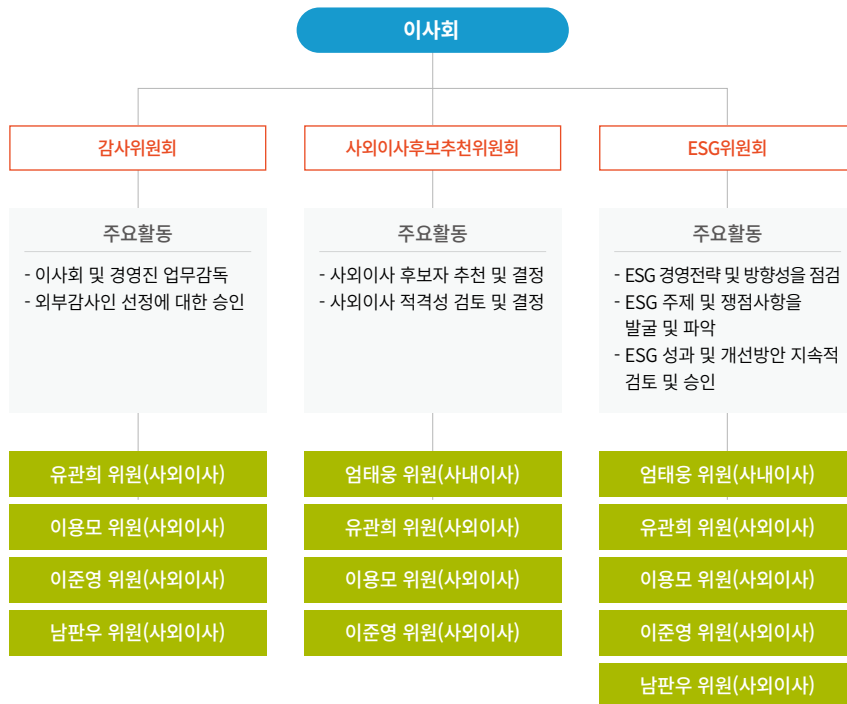 이사회
감사위원회
주요활동
- 이사회 및 경영진 업무감독
- 외부감사인 선정에 대한 승인
유관희 위원(사외이사)
이용모 위원(사외이사)
이준영 위원(사외이사)
남판우 위원(사외이사)
사외이사후보추천위원회
주요활동
- 사외이사 후보자 추천 및 결정
- 사외이사 적격성 검토 및 결정
엄태웅 위원(사내이사)
유관희 위원(사외이사)
이용모 위원(사외이사)
이준영 위원(사외이사)
ESG위원회
주요활동
- ESG 경영전략 및 방향성을 점검
- ESG 주제 및 쟁점사항을
발굴 및 파악
- ESG 성과 및 개선방안 지속적
검토 및 승인
엄태웅 위원(사내이사)
유관희 위원(사외이사)
이용모 위원(사외이사)
이준영 위원(사외이사)
남판우 위원(사외이사)